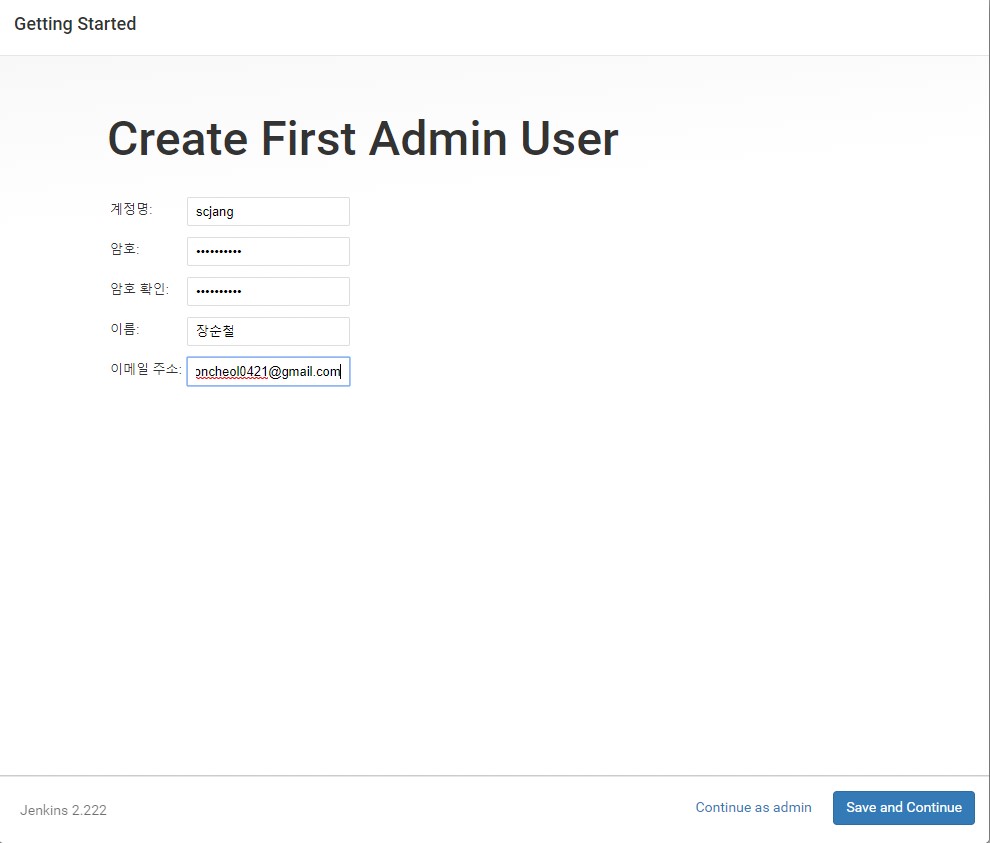 Getting Started
Create First Admin User
계정명: scjang
암호: ••••••••••
암호 확인: ••••••••••
이름: 장순철
이메일 주소: oncheol0421@gmail.com
Jenkins 2.222 Continue as admin Save and Continue